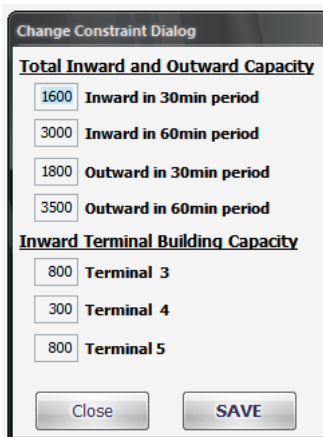 Change Constraint Dialog
Total Inward and Outward Capacity
1600 Inward in 30min period
3000 Inward in 60min period
1800 Outward in 30min period
3500 Outward in 60min period
Inward Terminal Building Capacity
800 Terminal 3
300 Terminal 4
800 Terminal 5
Close SAVE